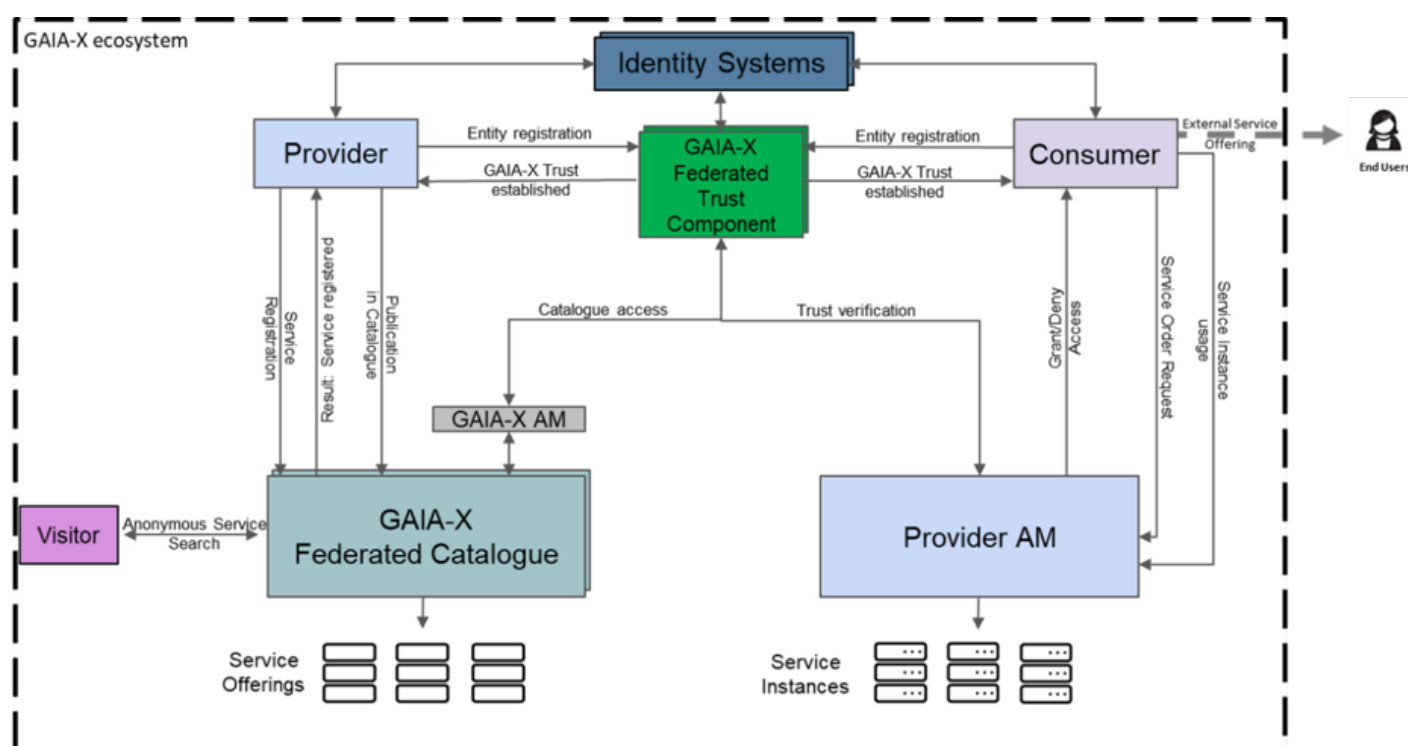 GAIA-X ecosystem
Identity Systems
Provider
Entity registration
GAIA-X Trust
established
GAIA-X
Federated
Trust
Component
Entity registration
GAIA-X Trust
established
Consumer
External Service
Offering
End Users
Service
Registration
Result: Service registered
Publication
in Catalogue
Catalogue access
Trust verification
Grant/Deny
Access
Service Order Request
Service Instance
usage
GAIA-X AM
Visitor
Anonymous Service
Search
GAIA-X
Federated Catalogue
Provider AM
Service
Offerings
Service
Instances